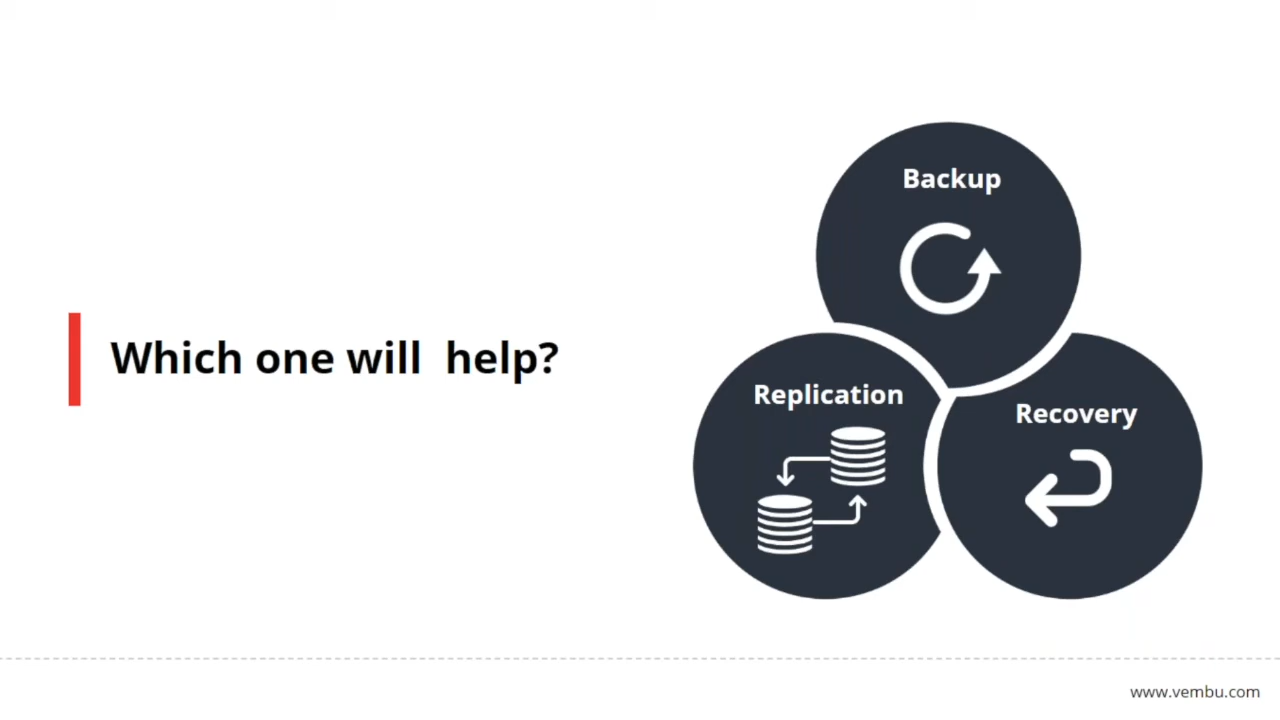 Which one will  help?
Backup
Replication
Recovery
www.vembu.com